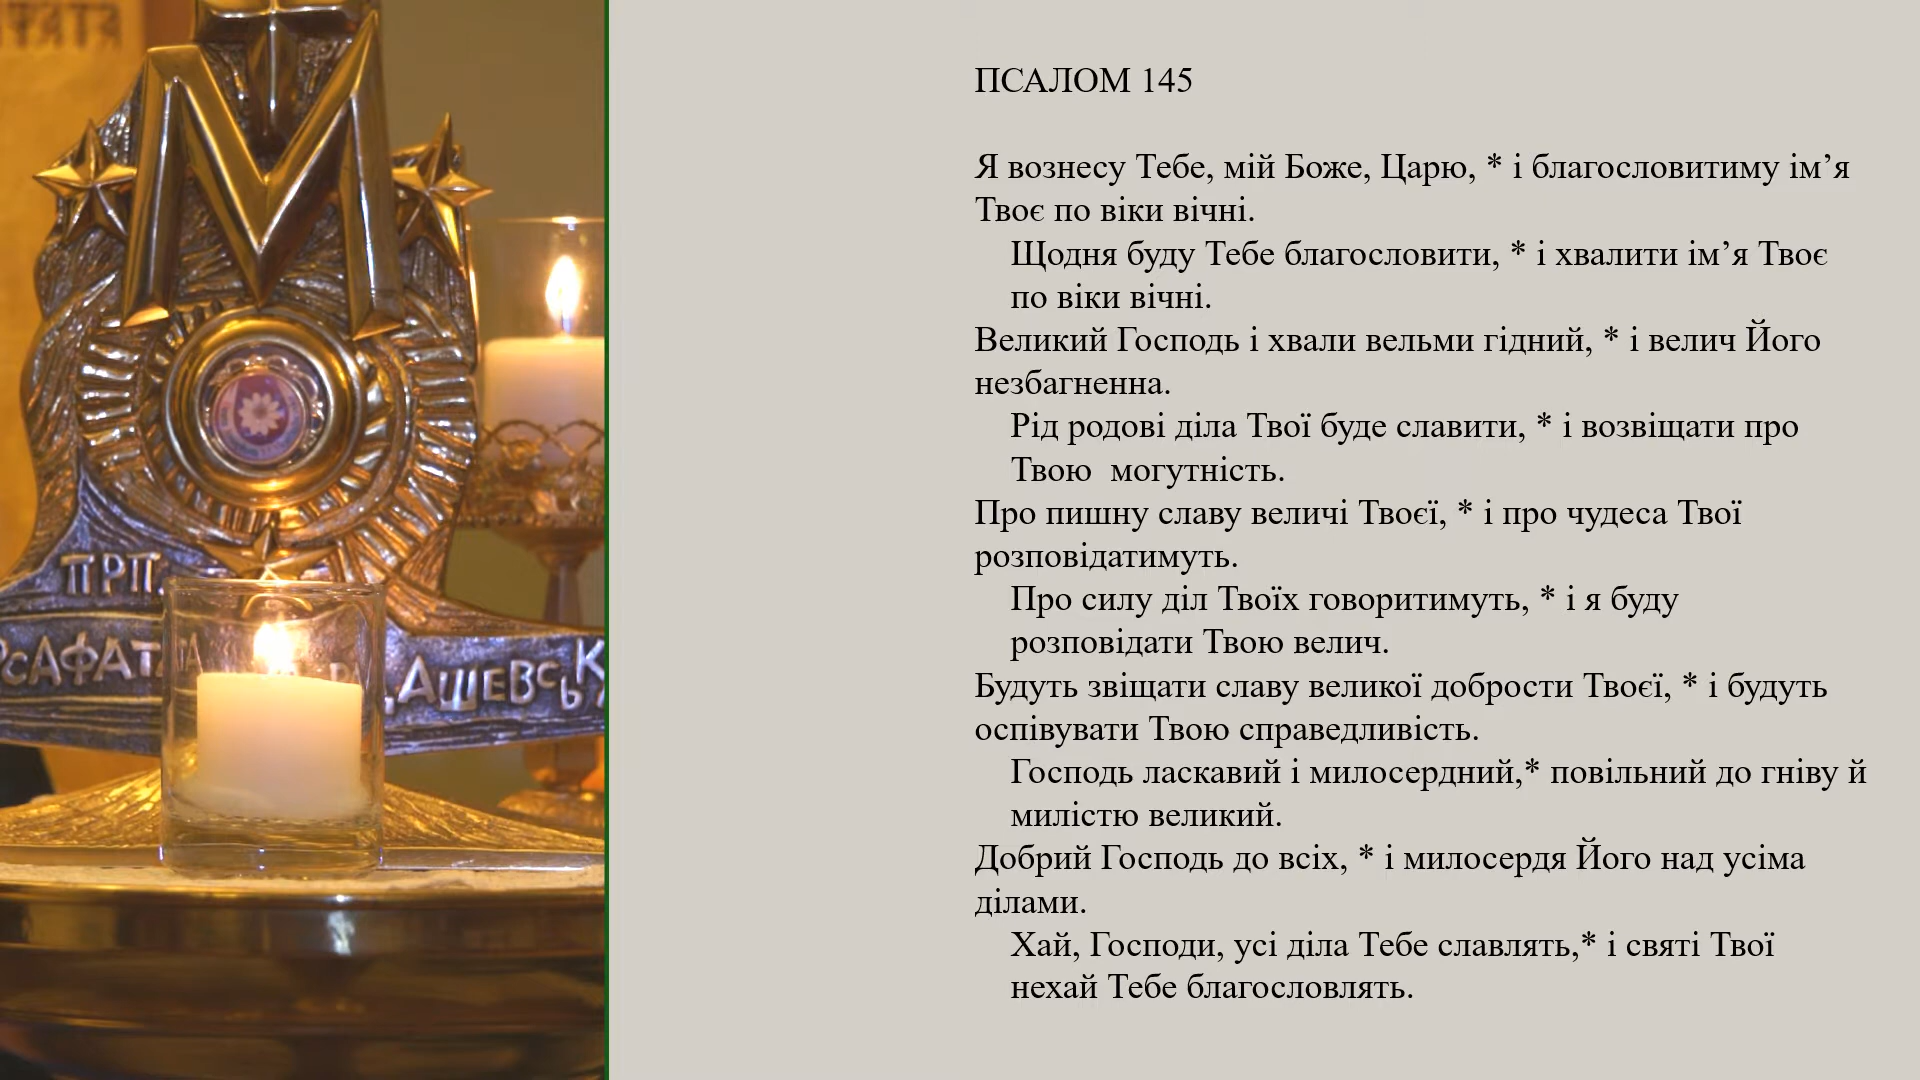 ПРП.
ПСАЛОМ 145
Я вознесу Тебе, мій Боже, Царю, * і благословитиму ім’я
Твоє по віки вічні.
Щодня буду Тебе благословити, * і хвалити ім’я Твоє
по віки вічні.
Великий Господь і хвали вельми гідний, * і велич Його
незбагненна.
Рід родові діла Твої буде славити, * і возвіщати про
Твою  могутність.
Про пишну славу величі Твоєї, * і про чудеса Твої
розповідатимуть.
Про силу діл Твоїх говоритимуть, * і я буду
розповідати Твою велич.
Будуть звіщати славу великої доброcти Твоєї, * і будуть
оспівувати Твою справедливість.
Господь ласкавий і милосердний,* повільний до гніву й
милістю великий.
Добрий Господь до всіх, * і милосердя Його над усіма
ділами.
Хай, Господи, усі діла Тебе славлять,* і святі Твої
нехай Тебе благословлять.